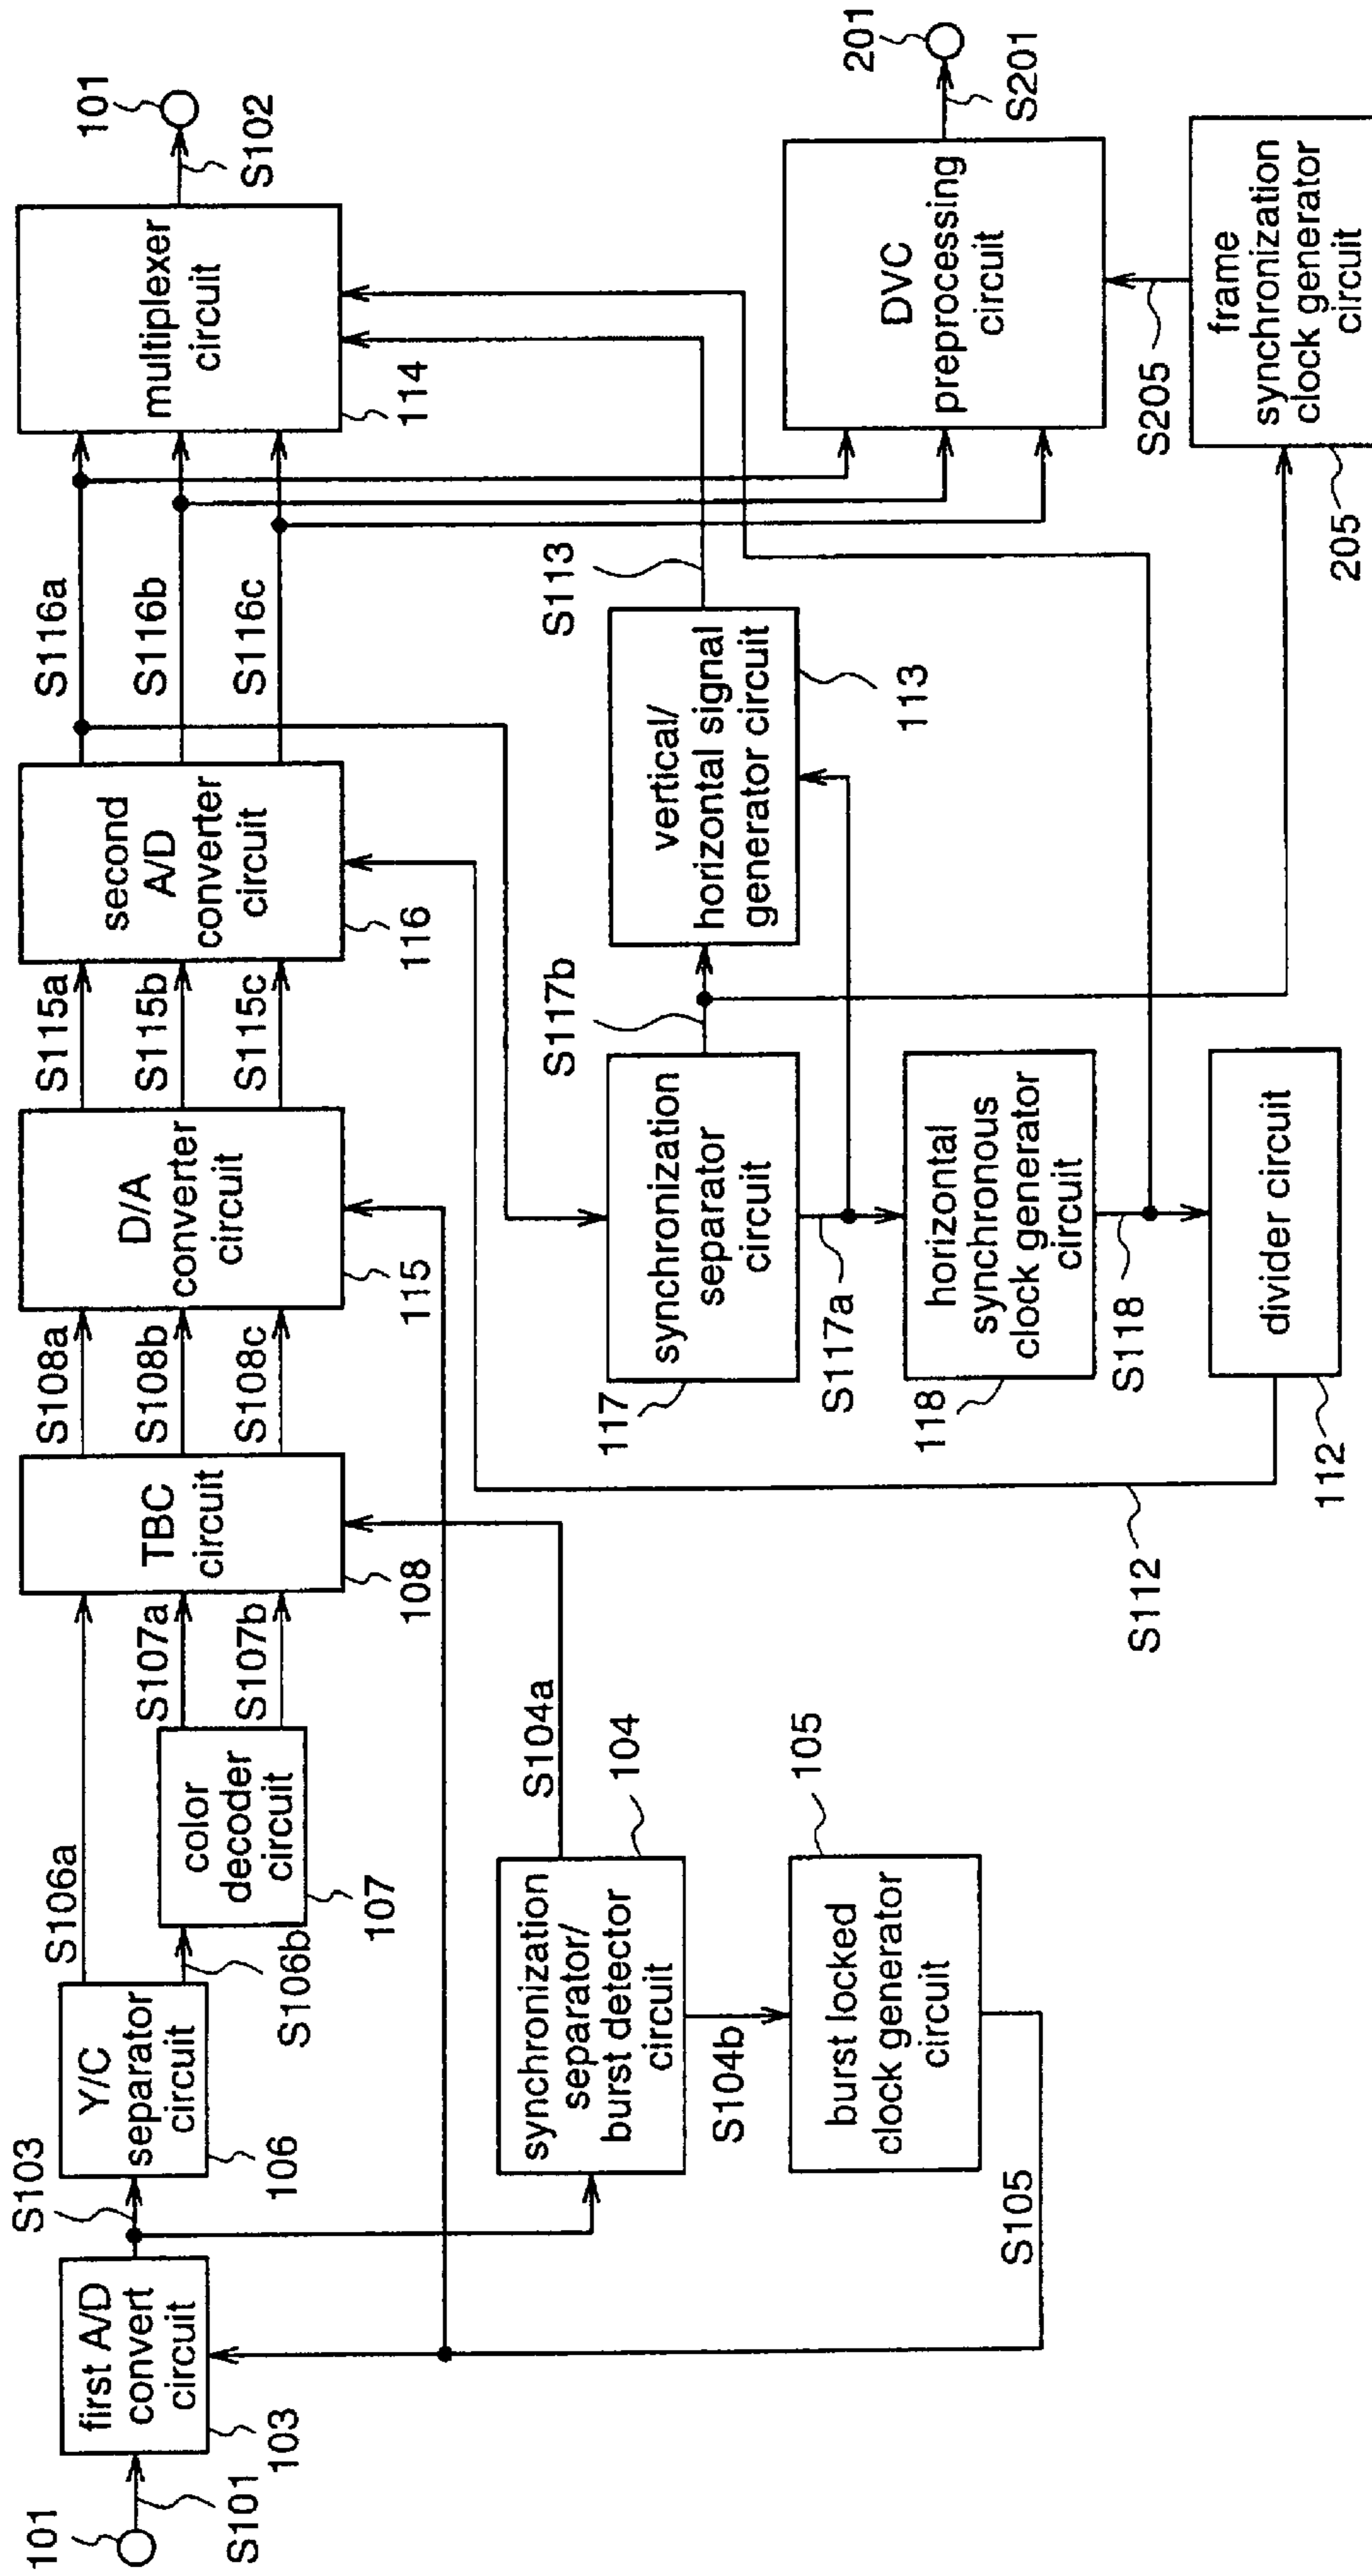 101
S101
first A/D
convert
circuit
103
S103
Y/C
separator
circuit
106
S106a
S106b
color
decoder
circuit
107
S107a
S107b
TBC
circuit
108
S108a
S108b
S108c
D/A
converter
circuit
115
S115a
S115b
S115c
second
A/D
converter
circuit
116
S116a
S116b
S116c
multiplexer
circuit
114
101
S102
synchronization
separator/
burst detector
circuit
104
S104a
S104b
burst locked
clock generator
circuit
105
S105
synchronization
separator
circuit
117
S117a
S117b
vertical/
horizontal signal
generator circuit
113
S113
horizontal
synchronous
clock generator
circuit
118
S118
divider circuit
112
S112
DVC
preprocessing
circuit
201
S201
S205
frame
synchronization
clock generator
circuit
205